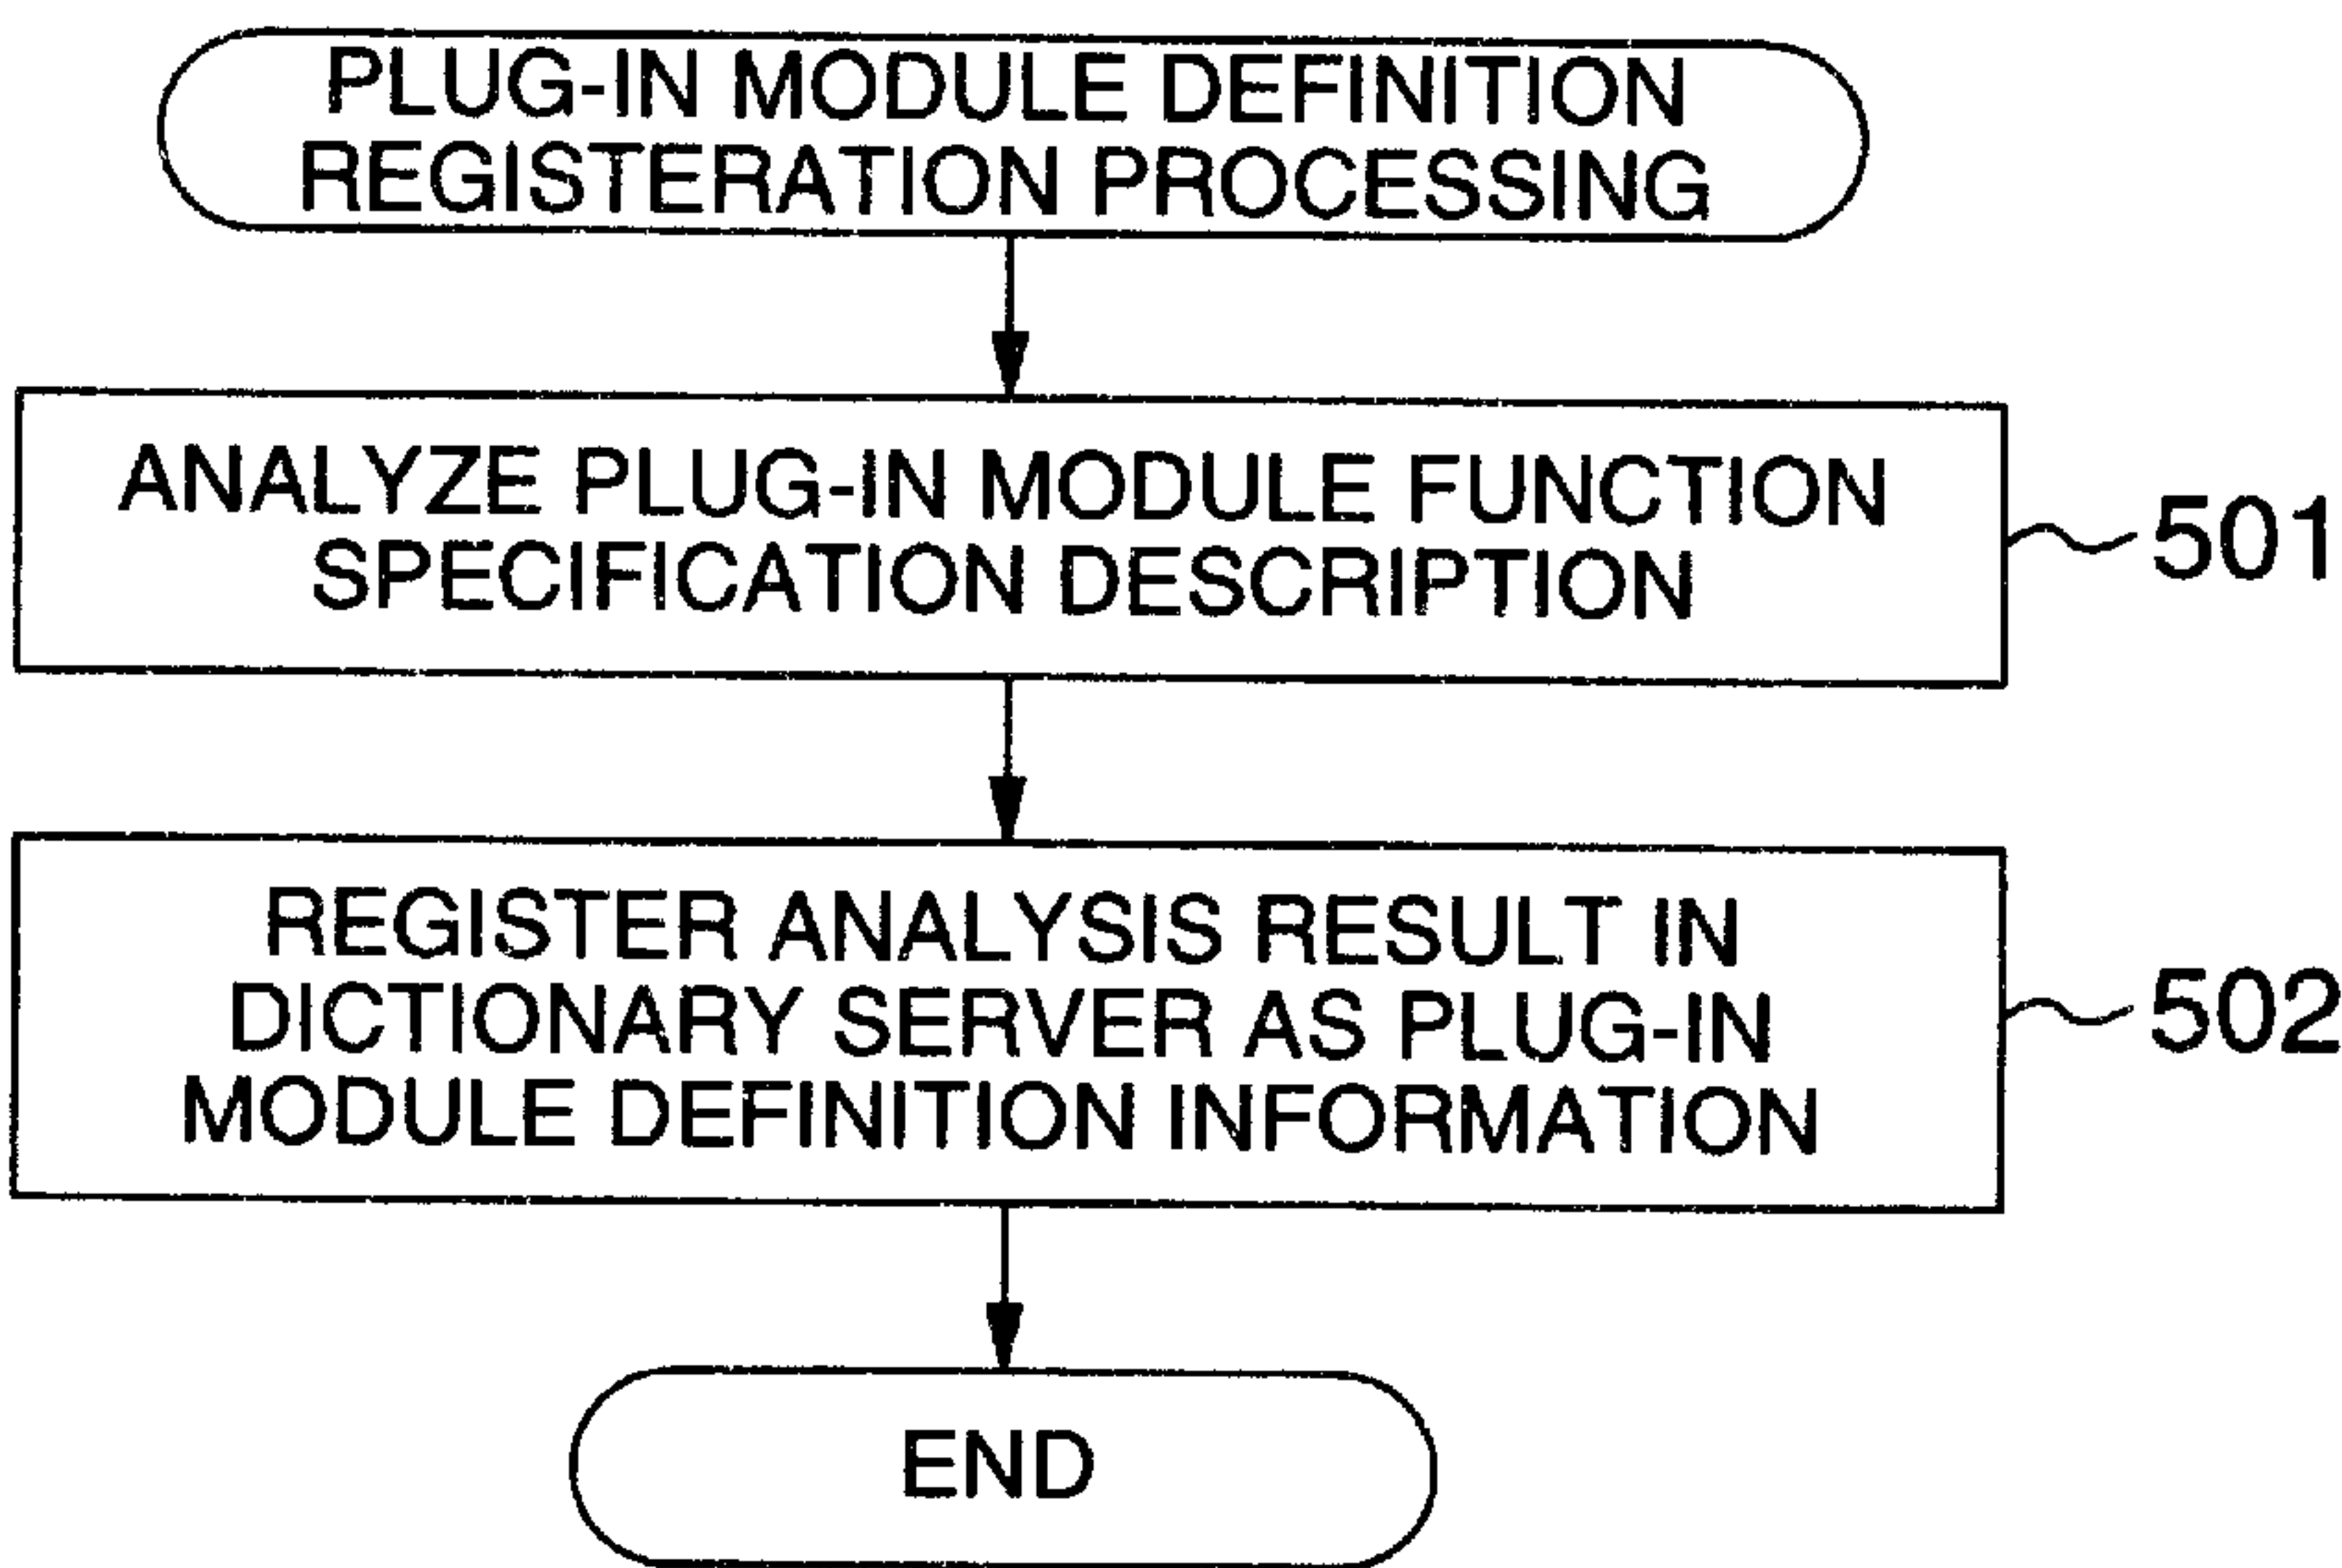 PLUG-IN MODULE DEFINITION
REGISTERATION PROCESSING
ANALYZE PLUG-IN MODULE FUNCTION
SPECIFICATION DESCRIPTION
501
REGISTER ANALYSIS RESULT IN
DICTIONARY SERVER AS PLUG-IN
MODULE DEFINITION INFORMATION
502
END